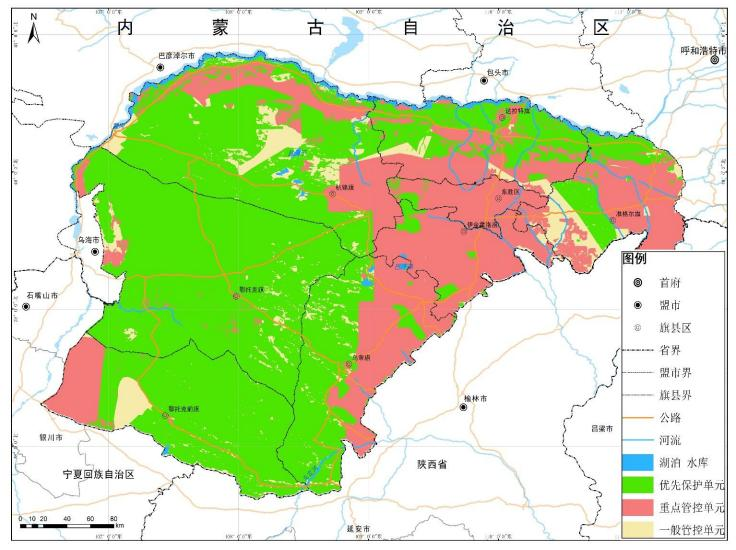 内 蒙 古 自 治 区
N
呼和浩特市
巴彦淖尔市
包头市
达拉特旗
杭锦旗
东胜区
准格尔旗
伊金霍洛旗
乌海市
鄂托克旗
石嘴山市
乌审旗
鄂托克前旗
榆林市
银川市
吕梁市
宁夏回族自治区
陕西省
延安市
0 10 20 40 60 80
km
图例
首府
盟市
旗县区
省界
盟市界
旗县界
公路
河流
湖泊 水库
优先保护单元
重点管控单元
一般管控单元